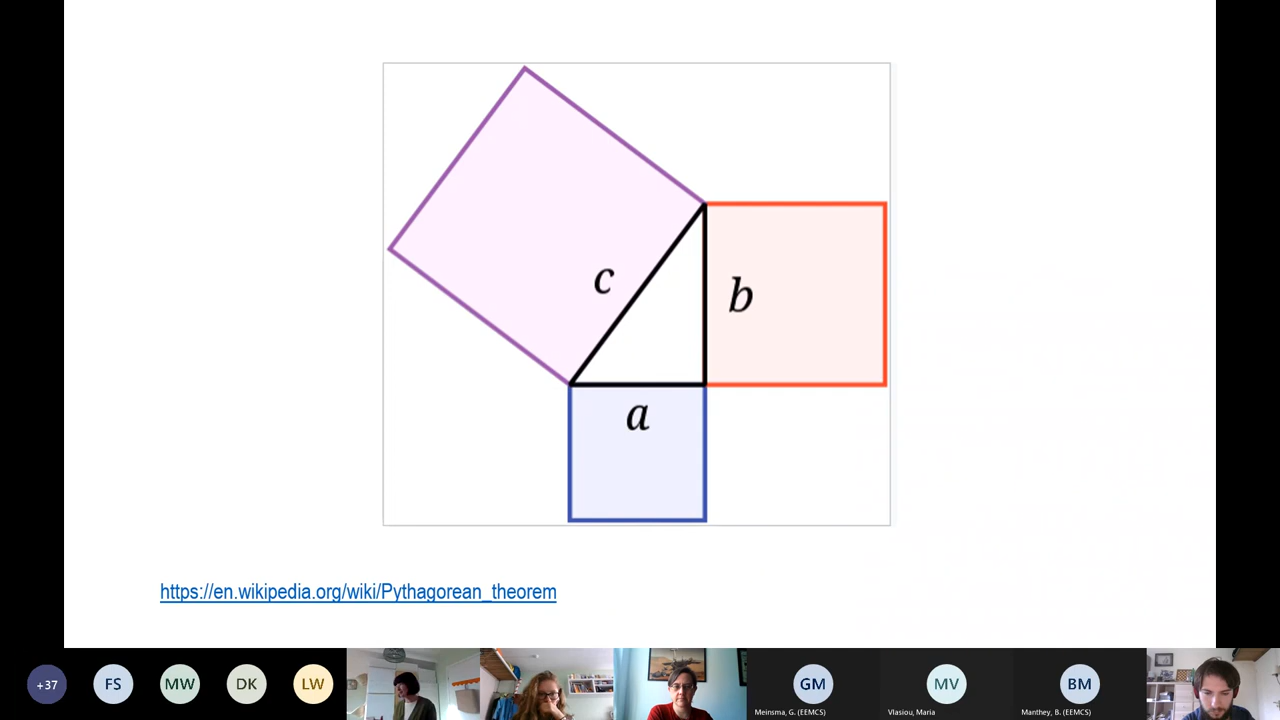 c
b
a
https://en.wikipedia.org/wiki/Pythagorean_theorem
+37
FS
MW
DK
LW
GM
MV
BM
Meinsma, G. (EEMCS)
Vlasiou, Maria
Manthey, B. (EEMCS)